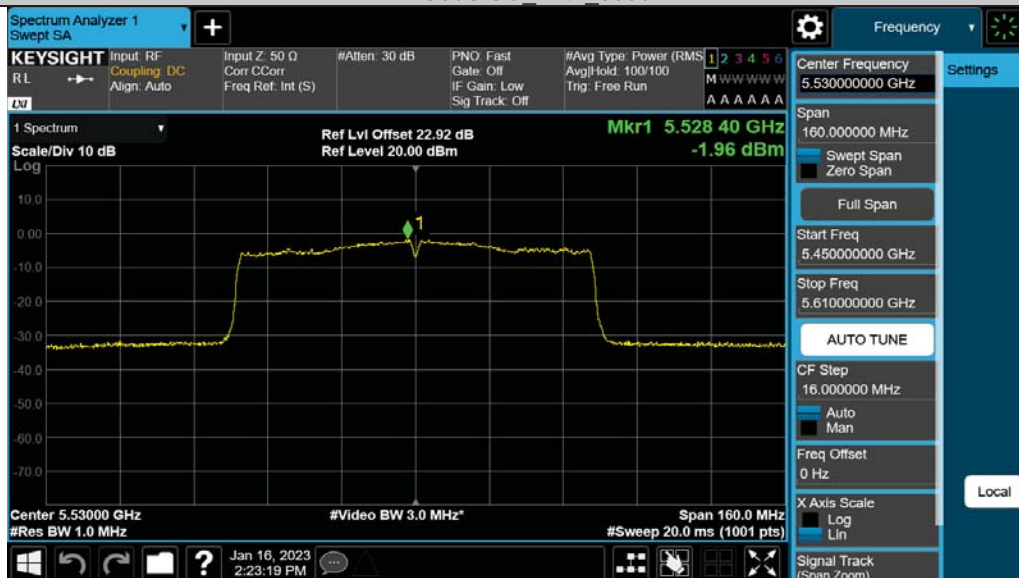 Spectrum Analyzer 1
Swept SA
+
Frequency
KEYSIGHT
RL
LXI
Input: RF
Coupling: DC
Align: Auto
Input Z: 50 Ω
Corr CCorr
Freq Ref: Int (S)
#Atten: 30 dB
PNO: Fast
Gate: Off
IF Gain: Low
Sig Track: Off
#Avg Type: Power (RMS
Avg|Hold: 100/100
Trig: Free Run
1 2 3 4 5 6
M W W W W W
A A A A A A
1 Spectrum
Scale/Div 10 dB
Log
Ref Lvl Offset 22.92 dB
Ref Level 20.00 dBm
Mkr1 5.528 40 GHz
-1.96 dBm
10.0
0.00
-10.0
-20.0
-30.0
-40.0
-50.0
-60.0
-70.0
1
Center 5.53000 GHz
#Res BW 1.0 MHz
#Video BW 3.0 MHz*
Span 160.0 MHz
#Sweep 20.0 ms (1001 pts)
?
Jan 16, 2023
2:23:19 PM
Center Frequency
5.530000000 GHz
Span
160.000000 MHz
Swept Span
Zero Span
Full Span
Start Freq
5.450000000 GHz
Stop Freq
5.610000000 GHz
AUTO TUNE
CF Step
16.000000 MHz
Auto
Man
Freq Offset
0 Hz
X Axis Scale
Log
Lin
Signal Track
(Span Zoom)
Settings
Local